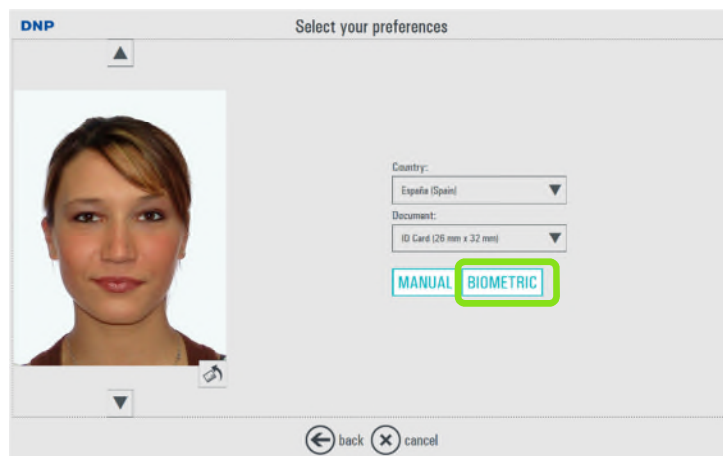 DNP
Select your preferences
Country:
España (Spain)
Document:
ID Card (26 mm x 32 mm)
MANUAL
BIOMETRIC
back
cancel